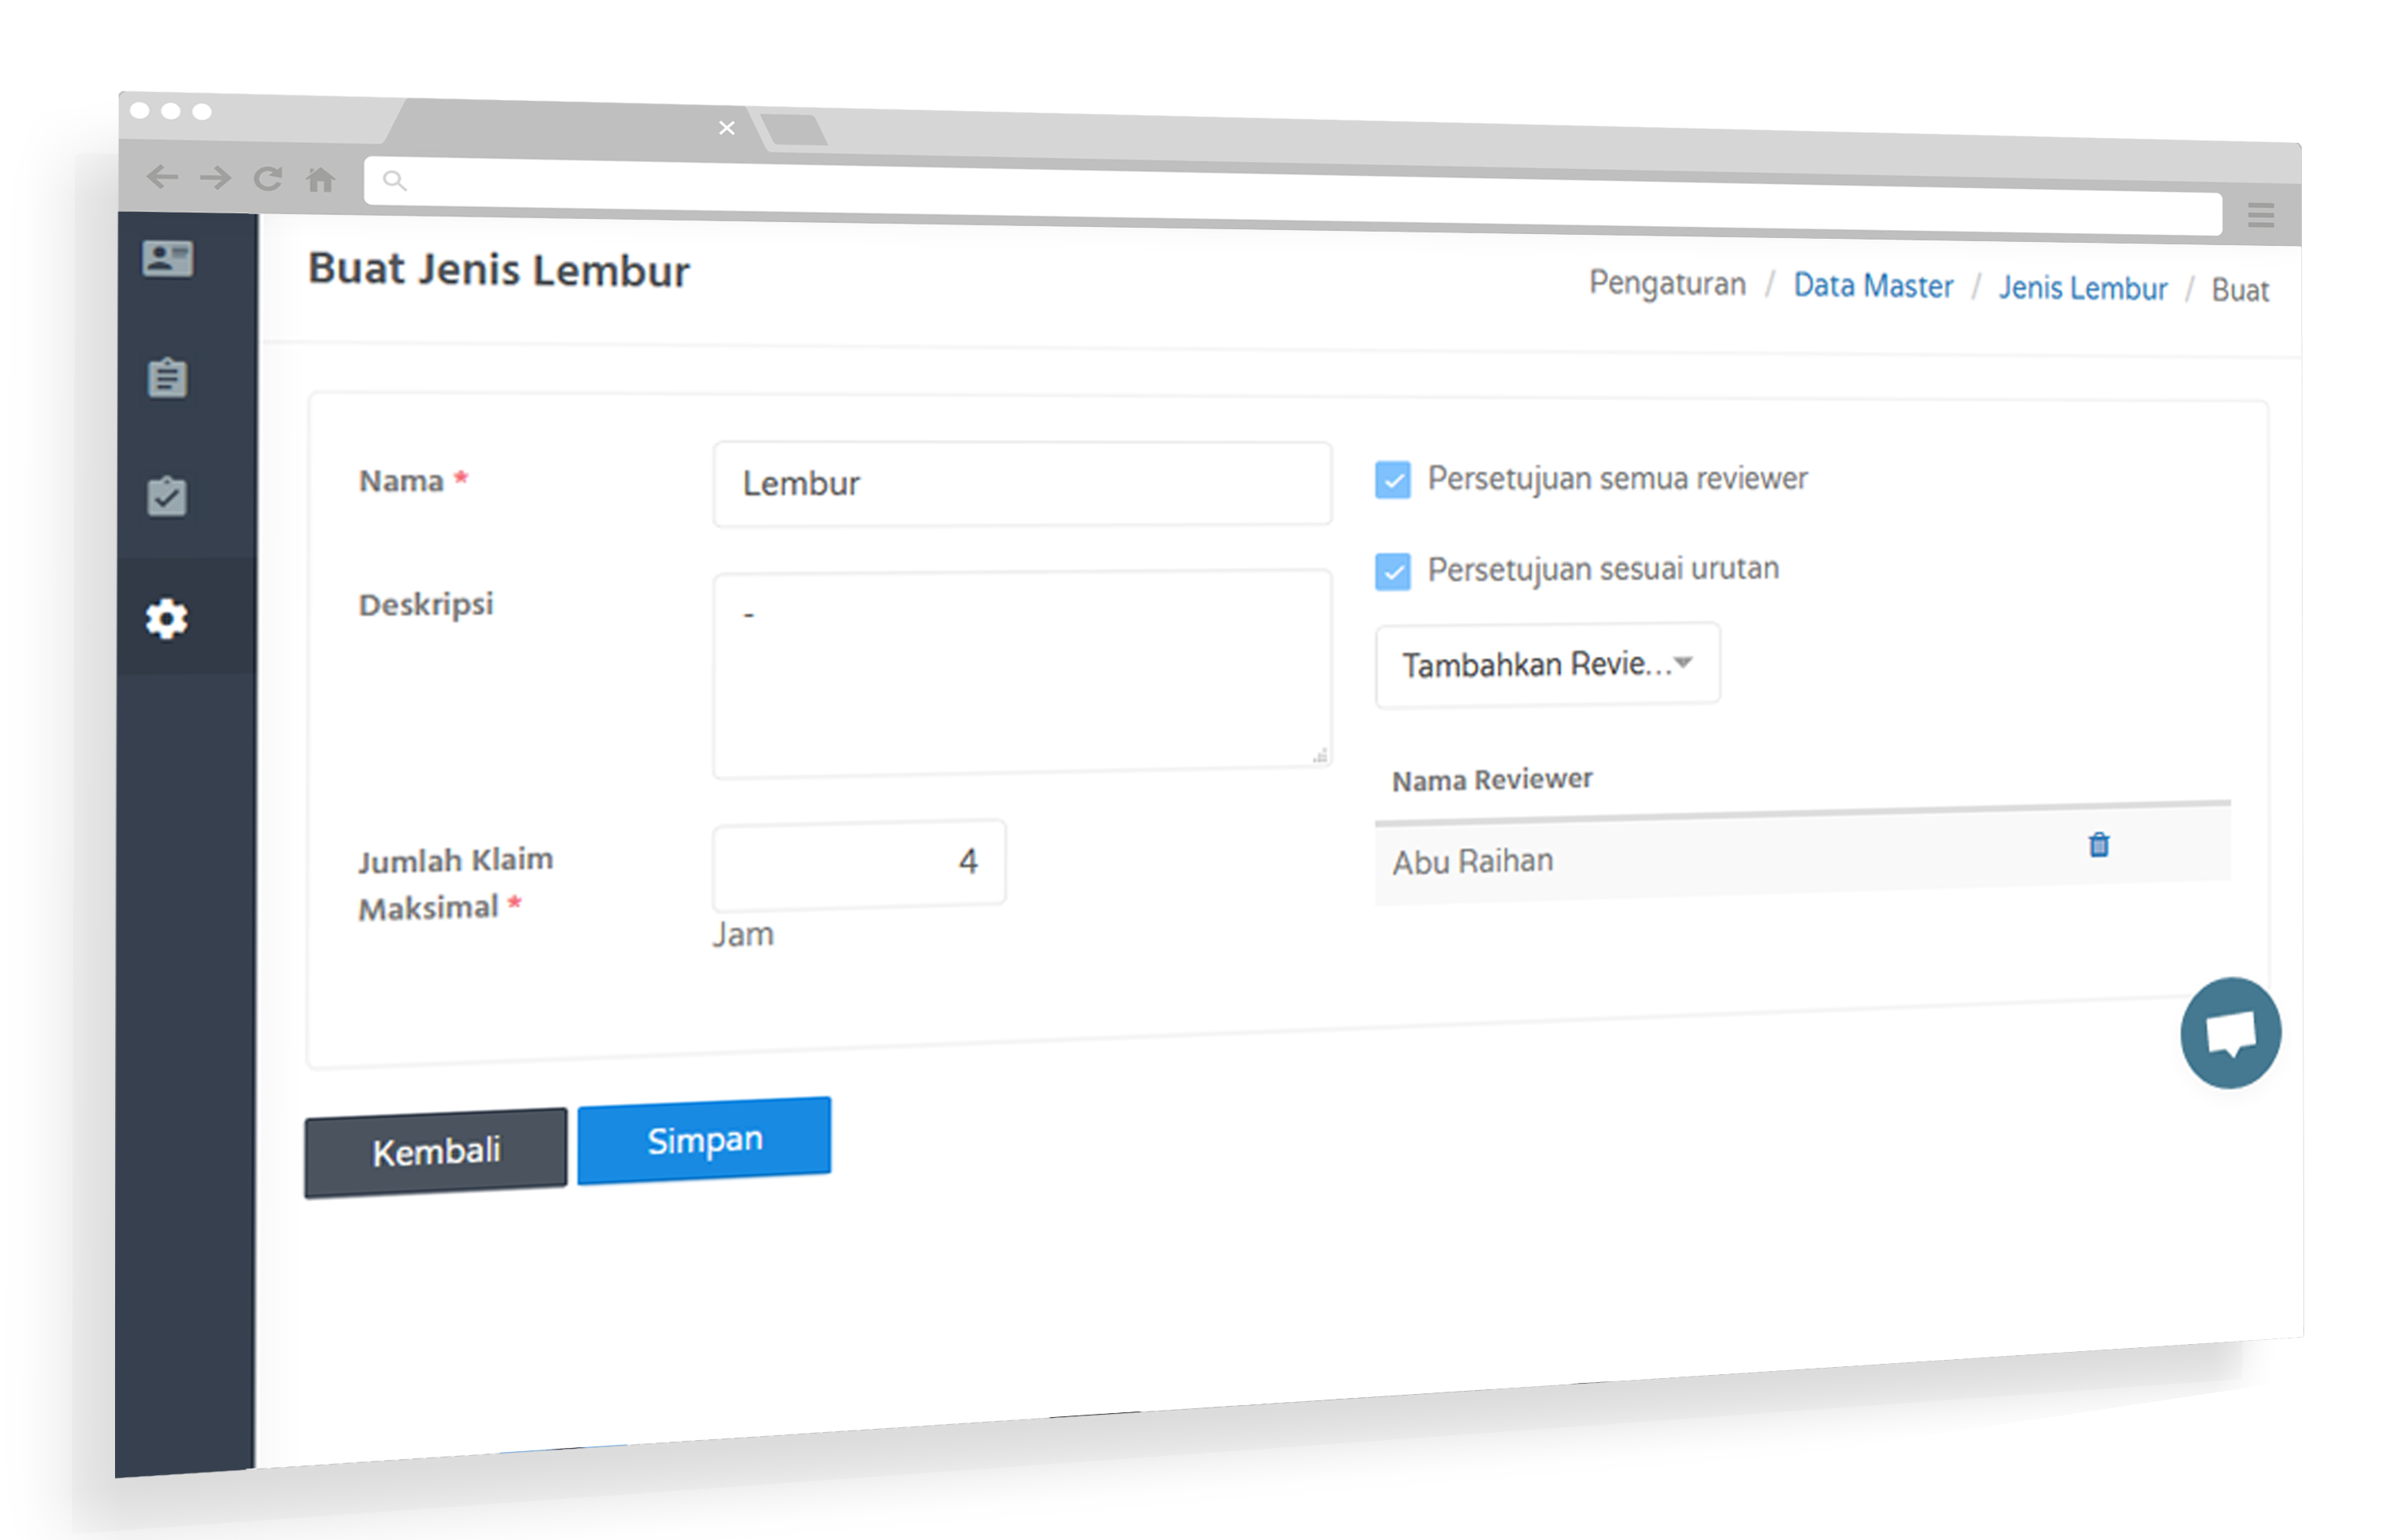 Buat Jenis Lembur
Pengaturan / Data Master / Jenis Lembur / Buat
Nama *
Lembur
Deskripsi
-
Jumlah Klaim
Maksimal *
4
Jam
Persetujuan semua reviewer
Persetujuan sesuai urutan
Tambahkan Revie...
Nama Reviewer
Abu Raihan
Kembali
Simpan